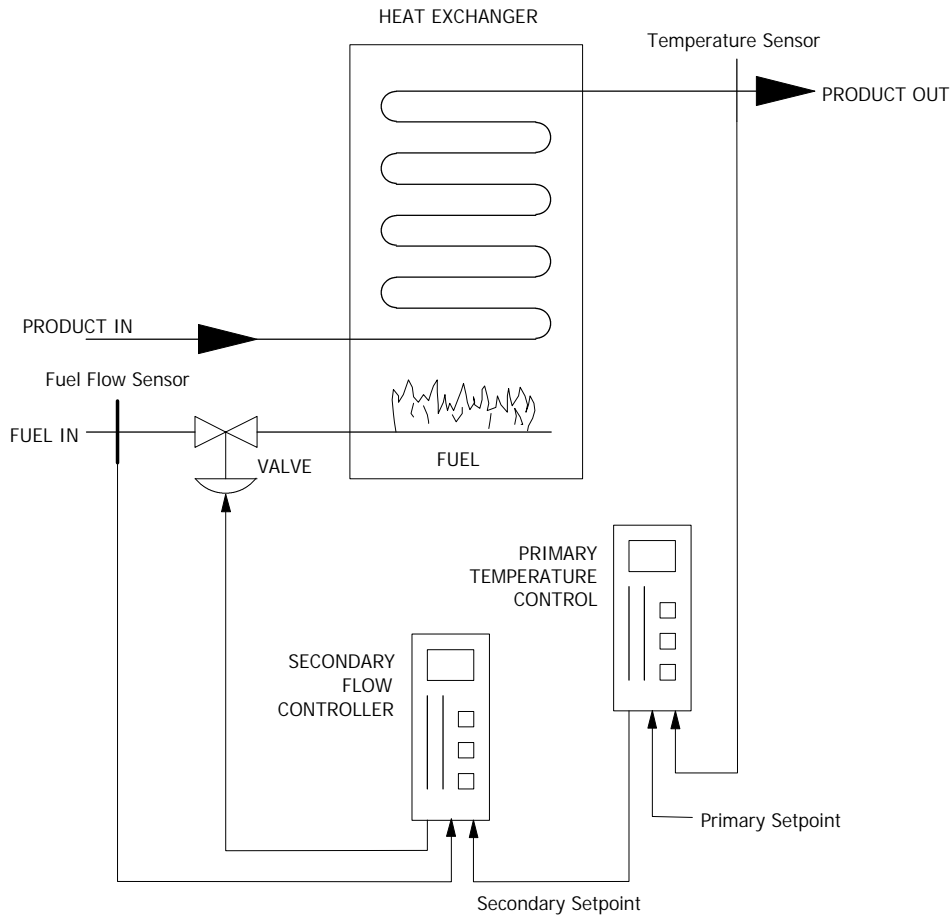 HEAT EXCHANGER
Temperature Sensor
PRODUCT OUT
PRODUCT IN
Fuel Flow Sensor
FUEL IN
VALVE
FUEL
PRIMARY
TEMPERATURE
CONTROL
SECONDARY
FLOW
CONTROLLER
Primary Setpoint
Secondary Setpoint